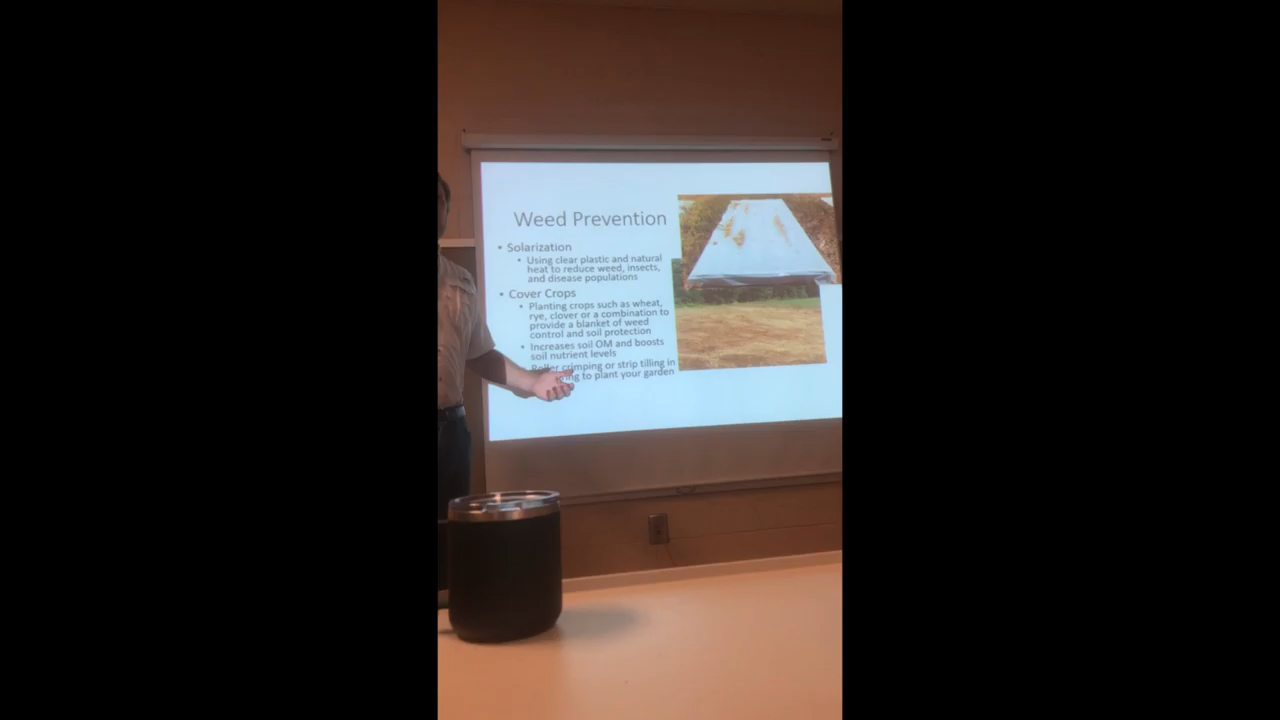 Weed Prevention
• Solarization
• Using clear plastic and natural
heat to reduce weed, insects,
and disease populations
• Cover Crops
• Planting crops such as wheat,
rye, clover or a combination to
provide a blanket of weed
control and soil protection
• Increases soil OM and boosts
soil nutrient levels
Roller crimping or strip tilling in
to plant your garden